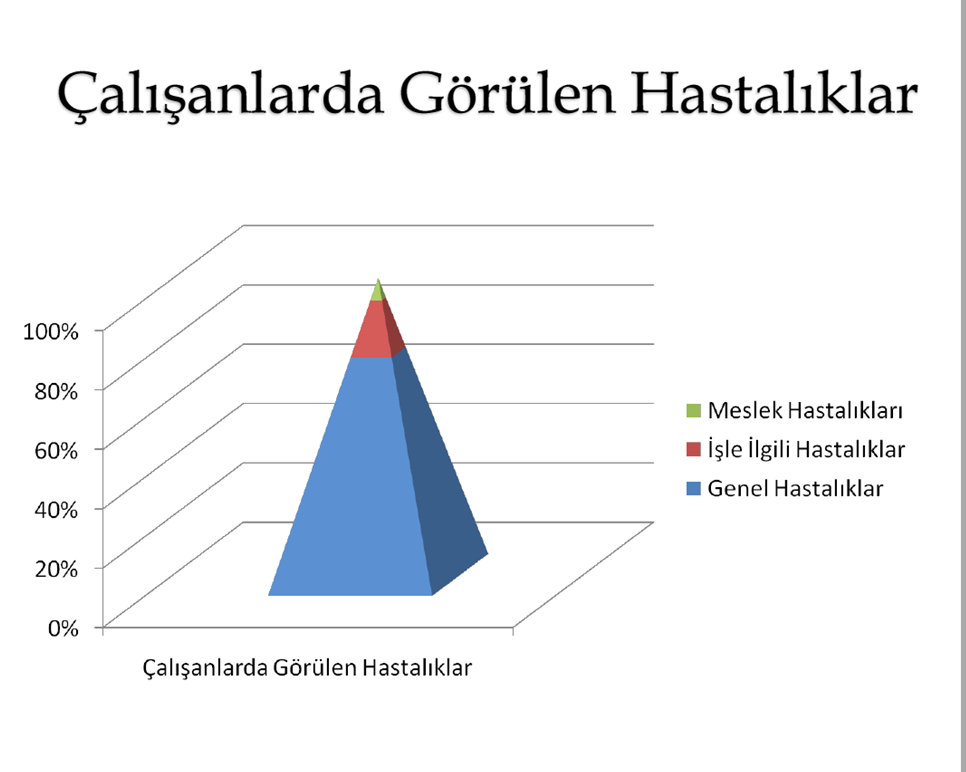 Çalışanlarda Görülen Hastalıklar
100%
80%
60%
40%
20%
0%
Çalışanlarda Görülen Hastalıklar
Meslek Hastalıkları
İşle İlgili Hastalıklar
Genel Hastalıklar